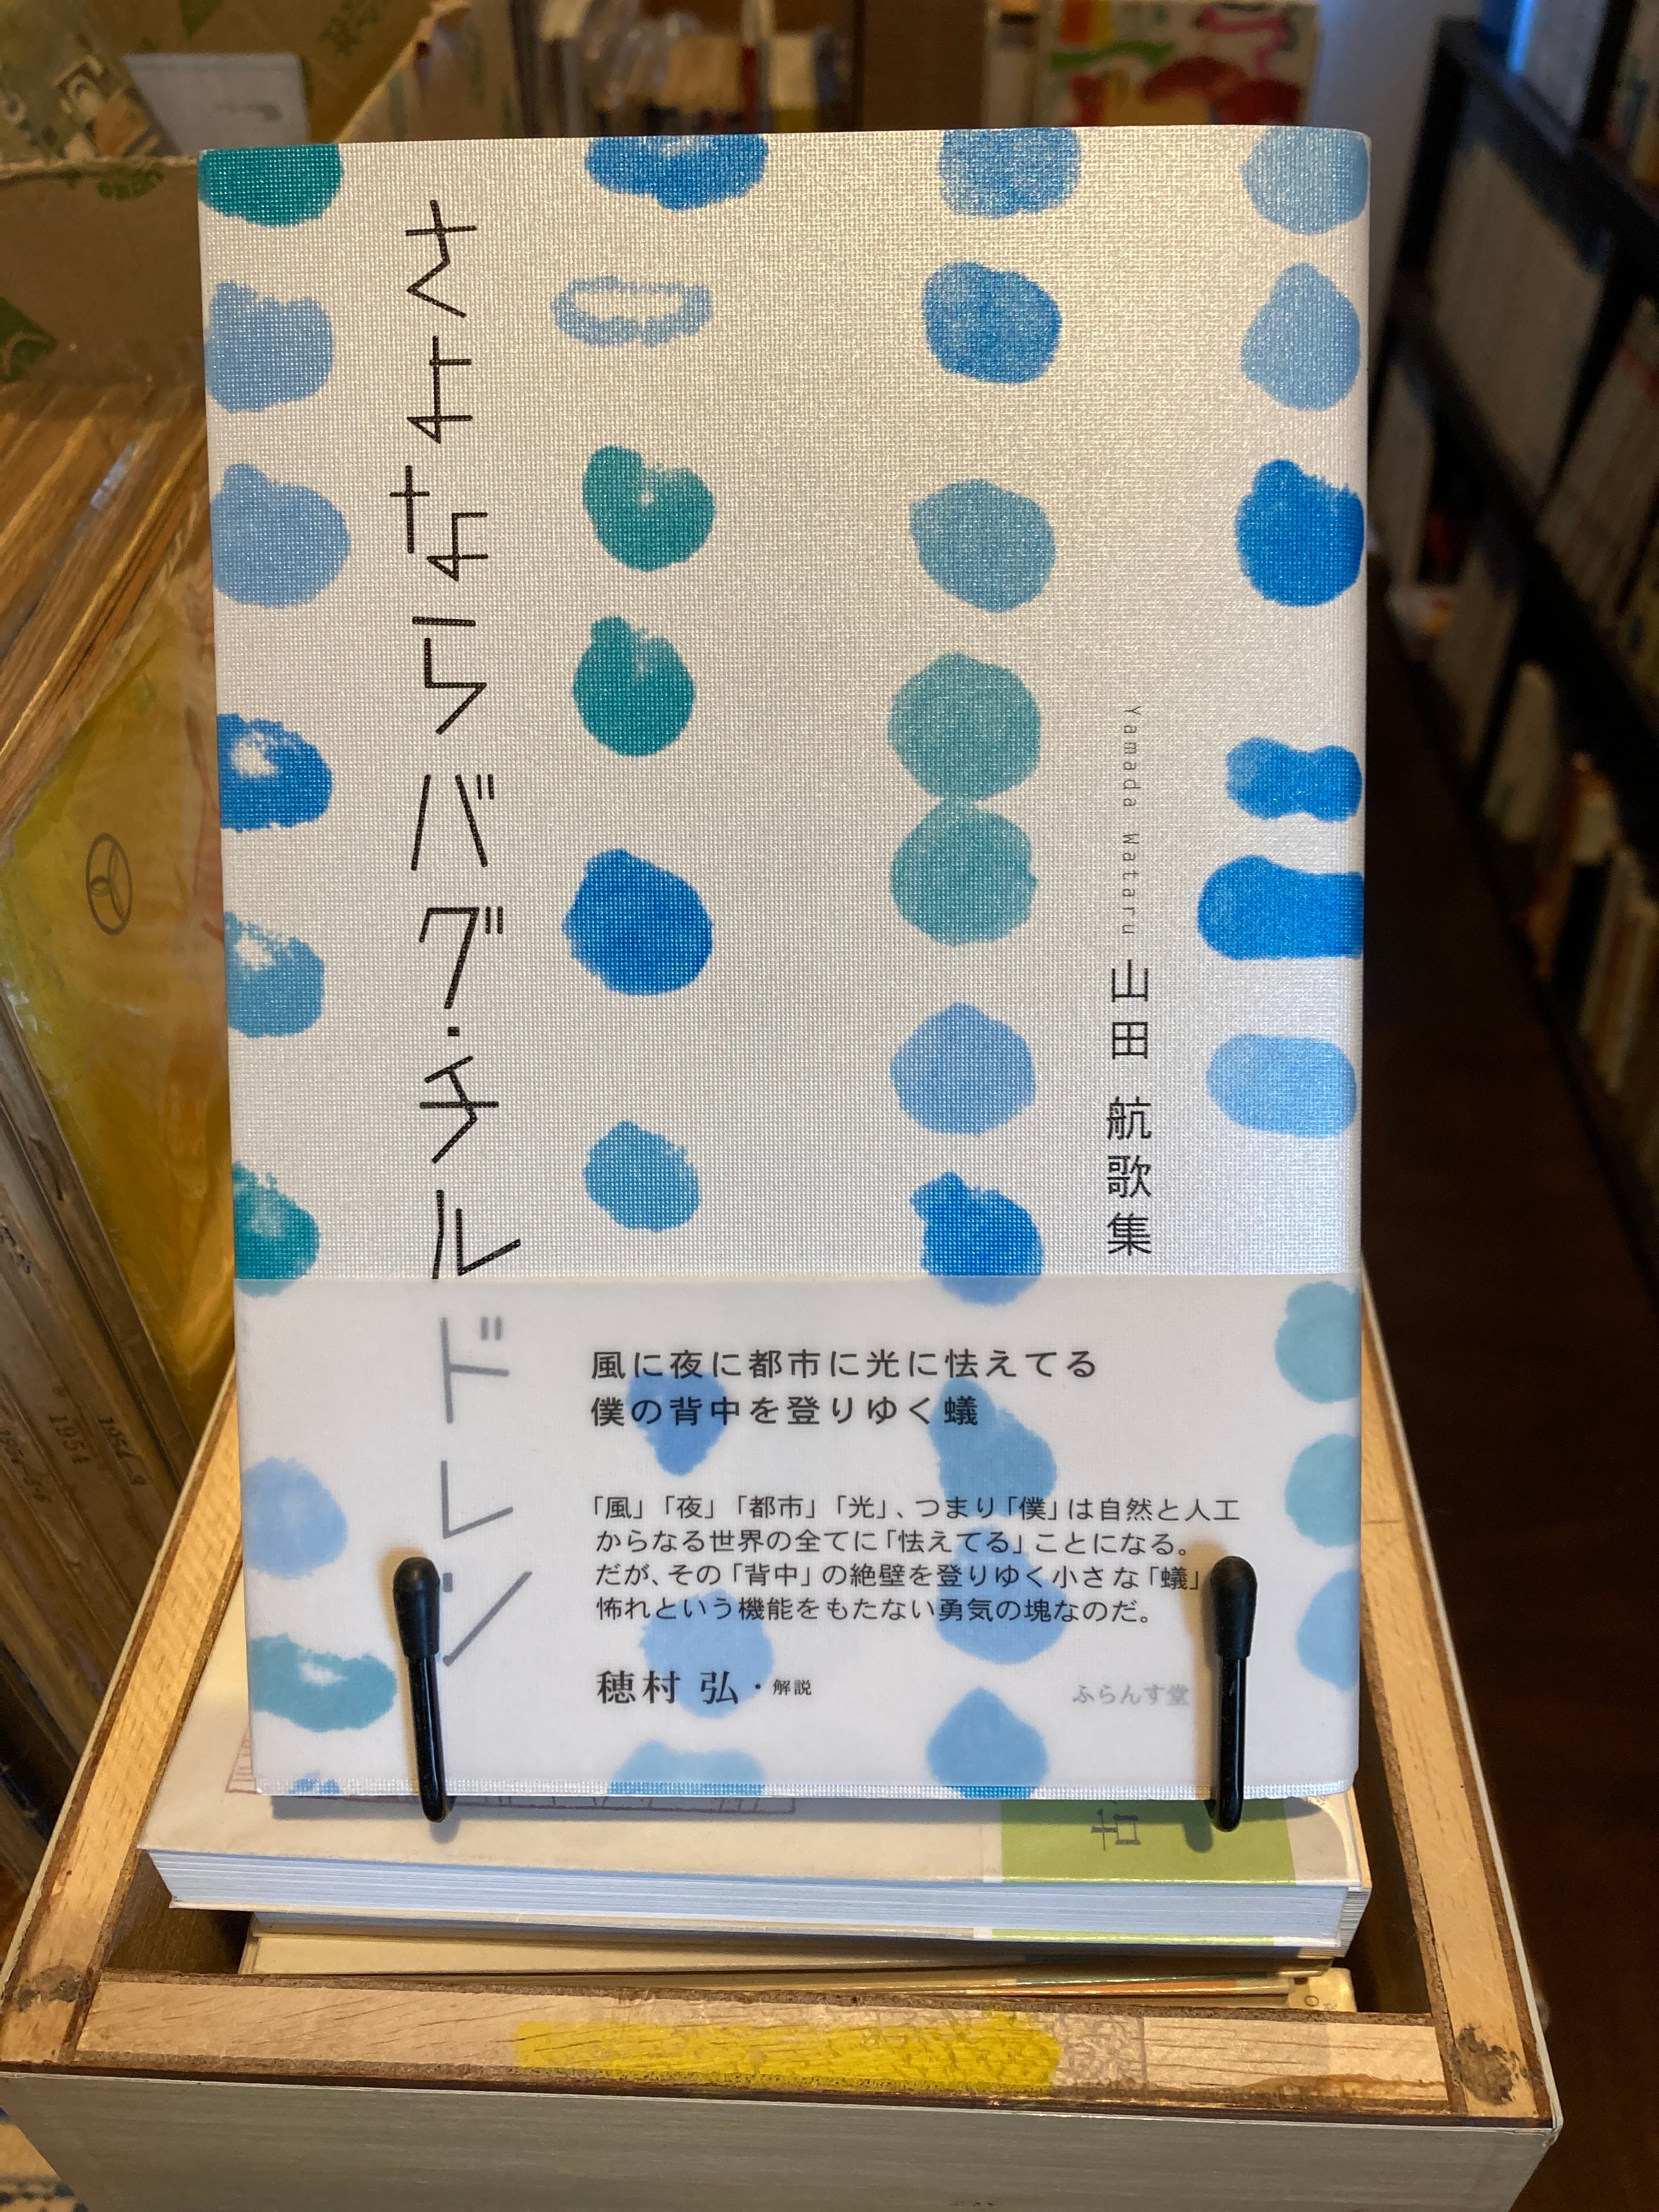 さよならバグ・チルドレン
Yamada Wataru 山田 航歌集
風に夜に都市に光に怯えてる
僕の背中を登りゆく蟻
「風」「夜」「都市」「光」、つまり「僕」は自然と人工
からなる世界の全てに「怯えてる」ことになる。
だが、その「背中」の絶壁を登りゆく小さな「蟻」
怖れという機能をもたない勇気の塊なのだ。
穂村 弘・解説
ふらんす堂
1954